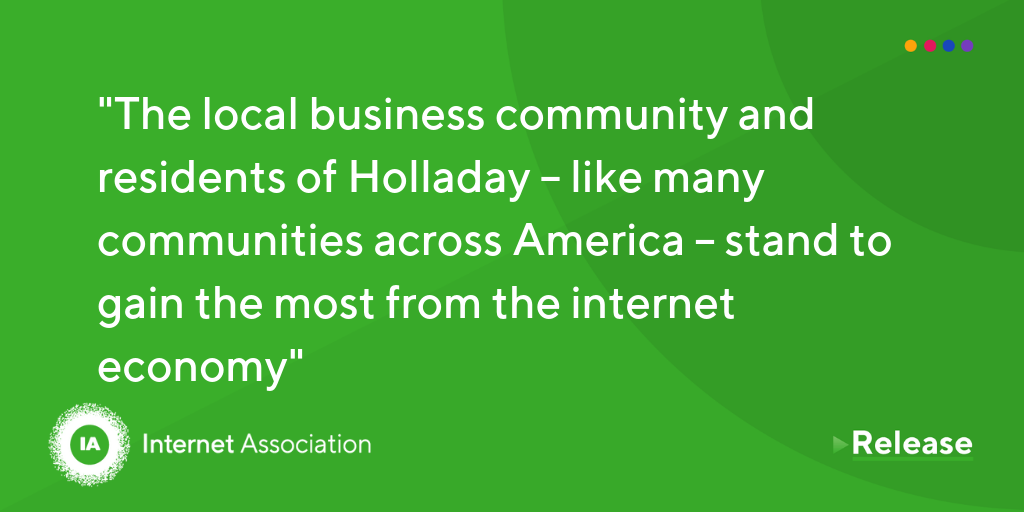 "The local business community and
residents of Holladay – like many
communities across America – stand to
gain the most from the internet
economy"
IA
Internet Association
Release